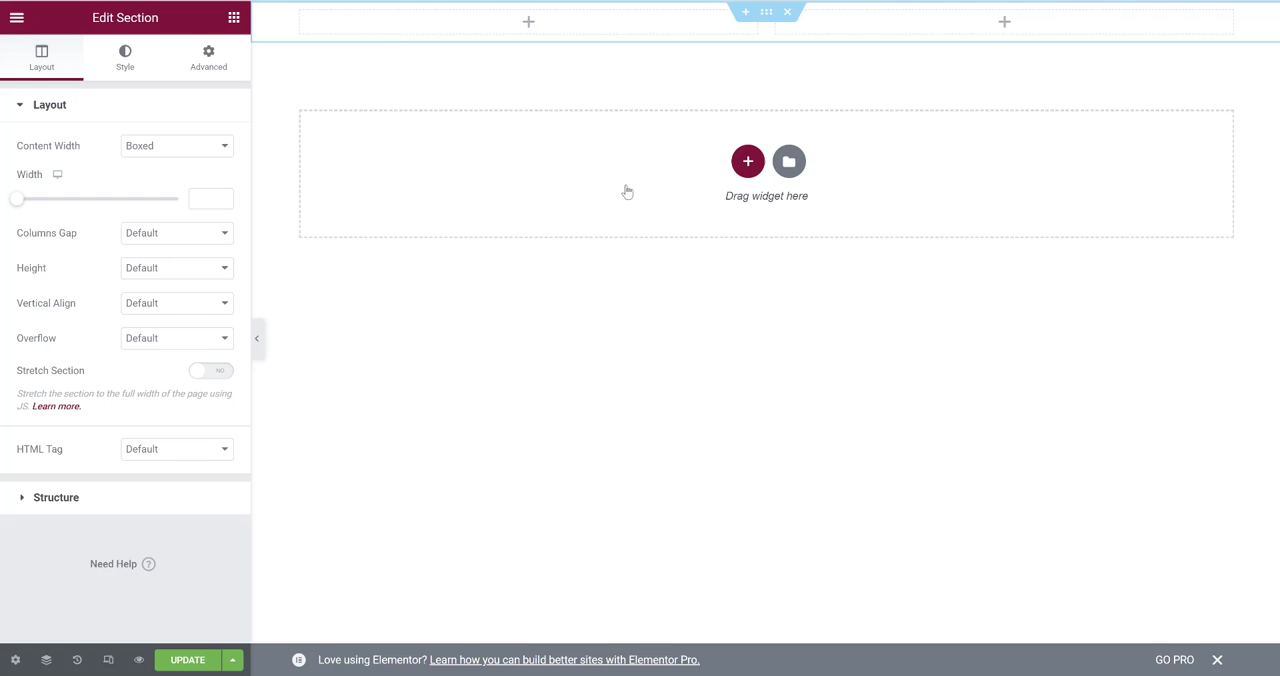 Edit Section
Layout
Style
Advanced
Layout
Content Width
Boxed
Width
Columns Gap
Default
Height
Default
Vertical Align
Default
Overflow
Default
Stretch Section
NO
Stretch the section to the full width of the page using
JS. Learn more.
HTML Tag
Default
Structure
Need Help ?
UPDATE
Drag widget here
Love using Elementor? Learn how you can build better sites with Elementor Pro.
GO PRO